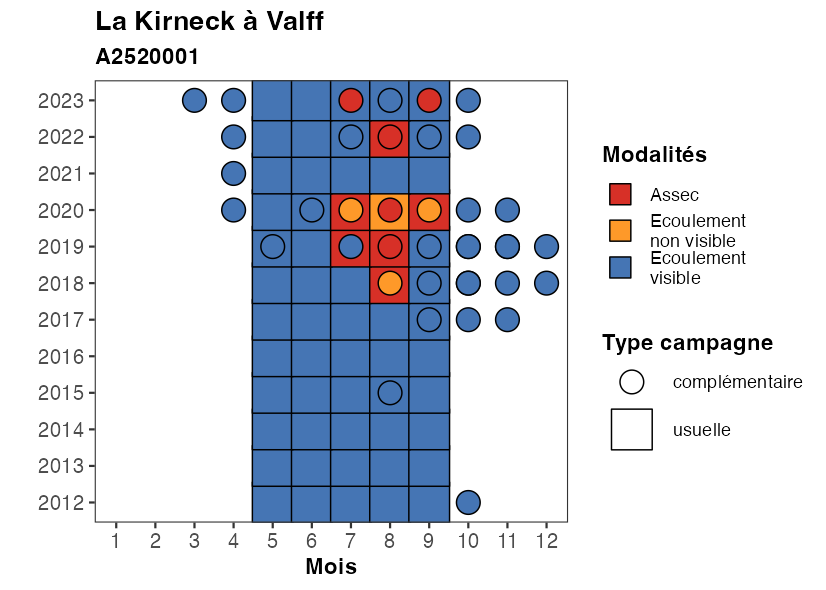 La Kirneck à Valff
A2520001
2023
2022
2021
2020
2019
2018
2017
2016
2015
2014
2013
2012
1 2 3 4 5 6 7 8 9 10 11 12
Mois
Modalités
Assec
Ecoulement
non visible
Ecoulement
visible
Type campagne
complémentaire
usuelle